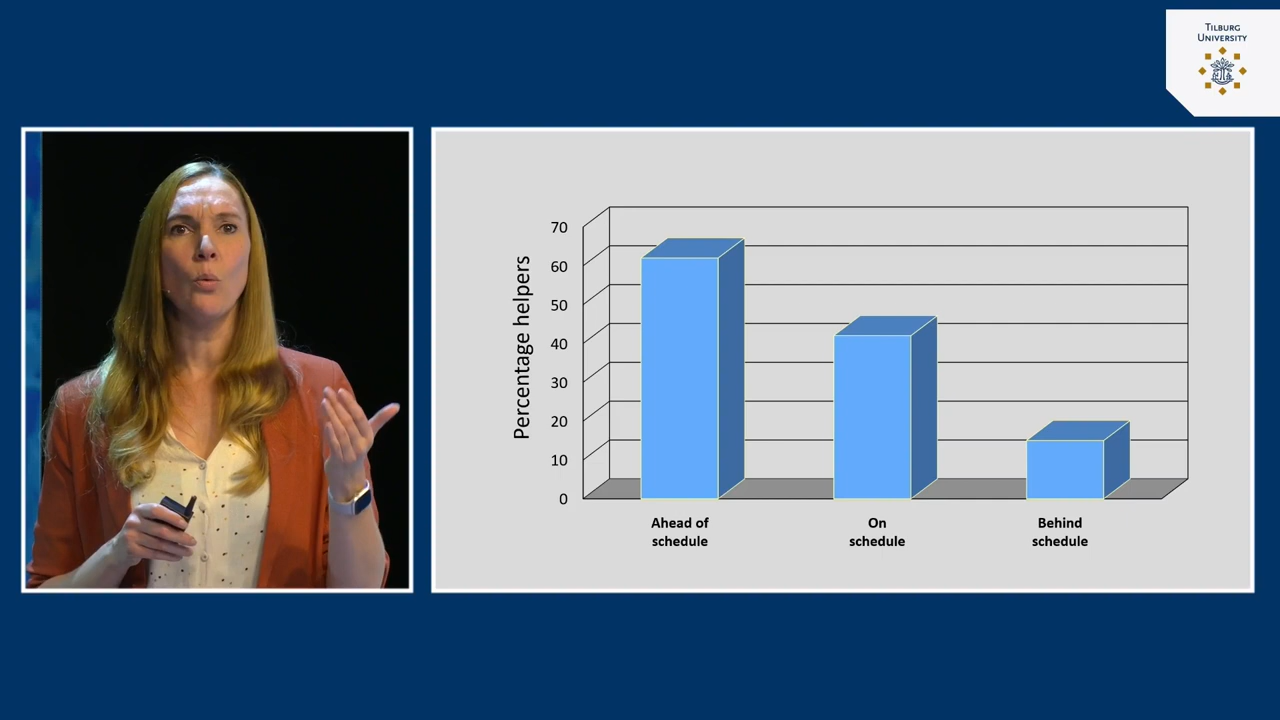 TILBURG
UNIVERSITY
Percentage helpers
70
60
50
40
30
20
10
0
Ahead of
schedule
On
schedule
Behind
schedule